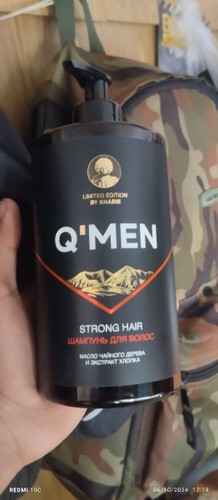 LIMITED EDITION
BY KHABIB
Q'MEN
STRONG HAIR
ШАМПУНЬ ДЛЯ ВОЛОС
МАСЛО ЧАЙНОГО ДЕРЕВА
И ЭКСТРАКТ ХЛОПКА
REDMI 10C
06/10/2024 17:18